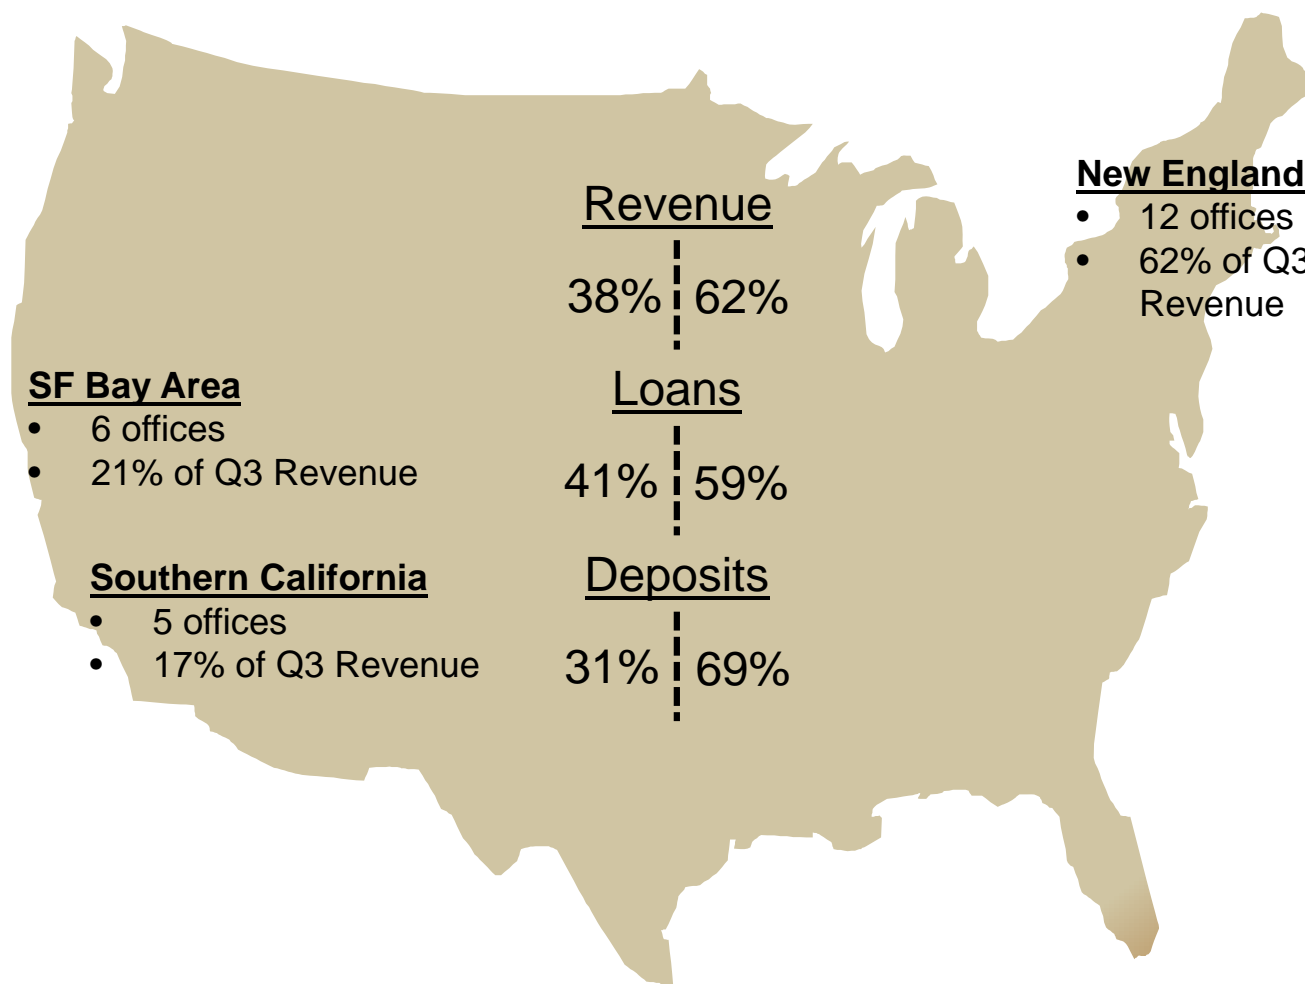 Revenue
38% 62%
New England
• 12 offices
• 62% of Q3
Revenue
SF Bay Area
• 6 offices
• 21% of Q3 Revenue
Loans
41% 59%
Southern California
• 5 offices
• 17% of Q3 Revenue
Deposits
31% 69%